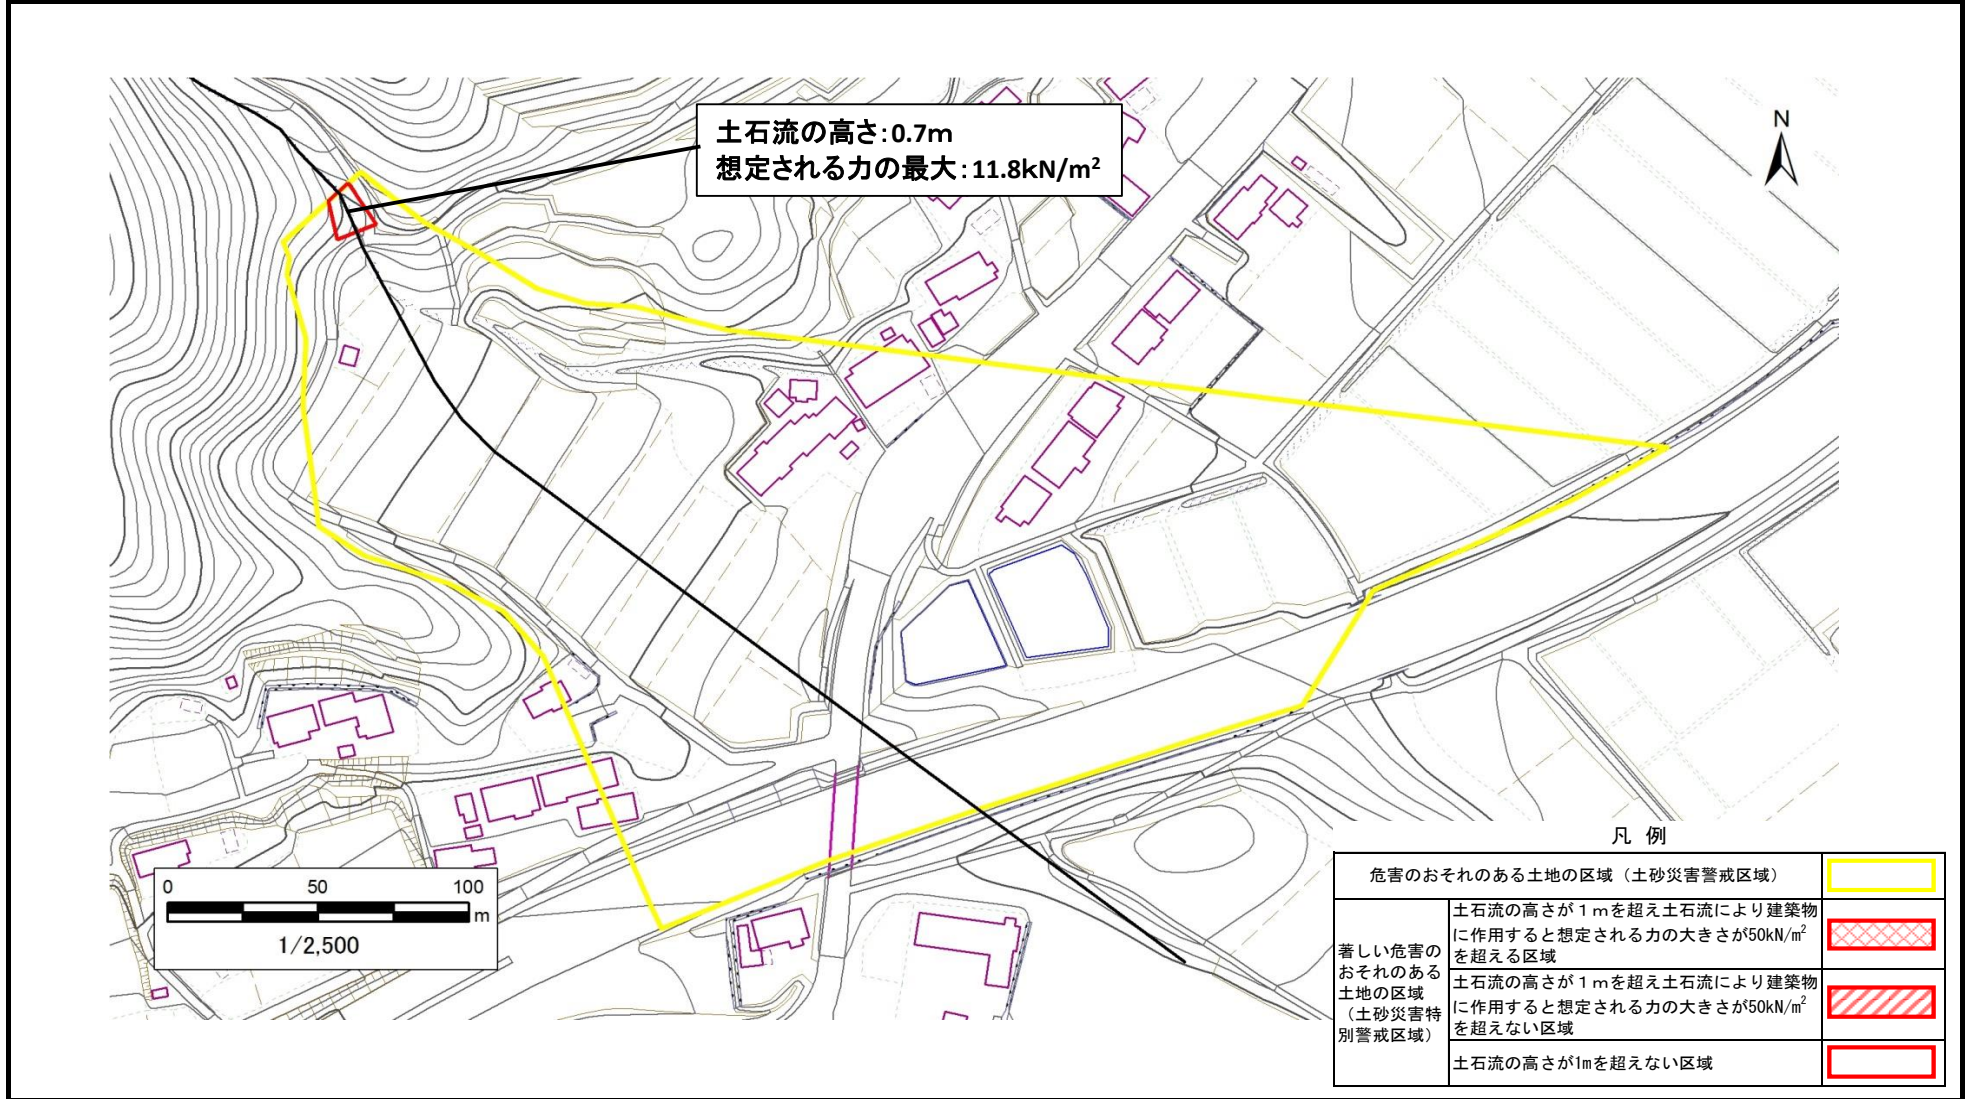 土石流の高さ：0.7m
想定される力の最大：11.8kN/m²
N
0 50 100
m
1/2,500
凡 例
危害のおそれのある土地の区域（土砂災害警戒区域）
著しい危害の
おそれのある
土地の区域
（土砂災害特
別警戒区域）
土石流の高さが１ｍを超え土石流により建築物
に作用すると想定される力の大きさが50kN/m²
を超える区域
土石流の高さが１ｍを超え土石流により建築物
に作用すると想定される力の大きさが50kN/m²
を超えない区域
土石流の高さが1mを超えない区域